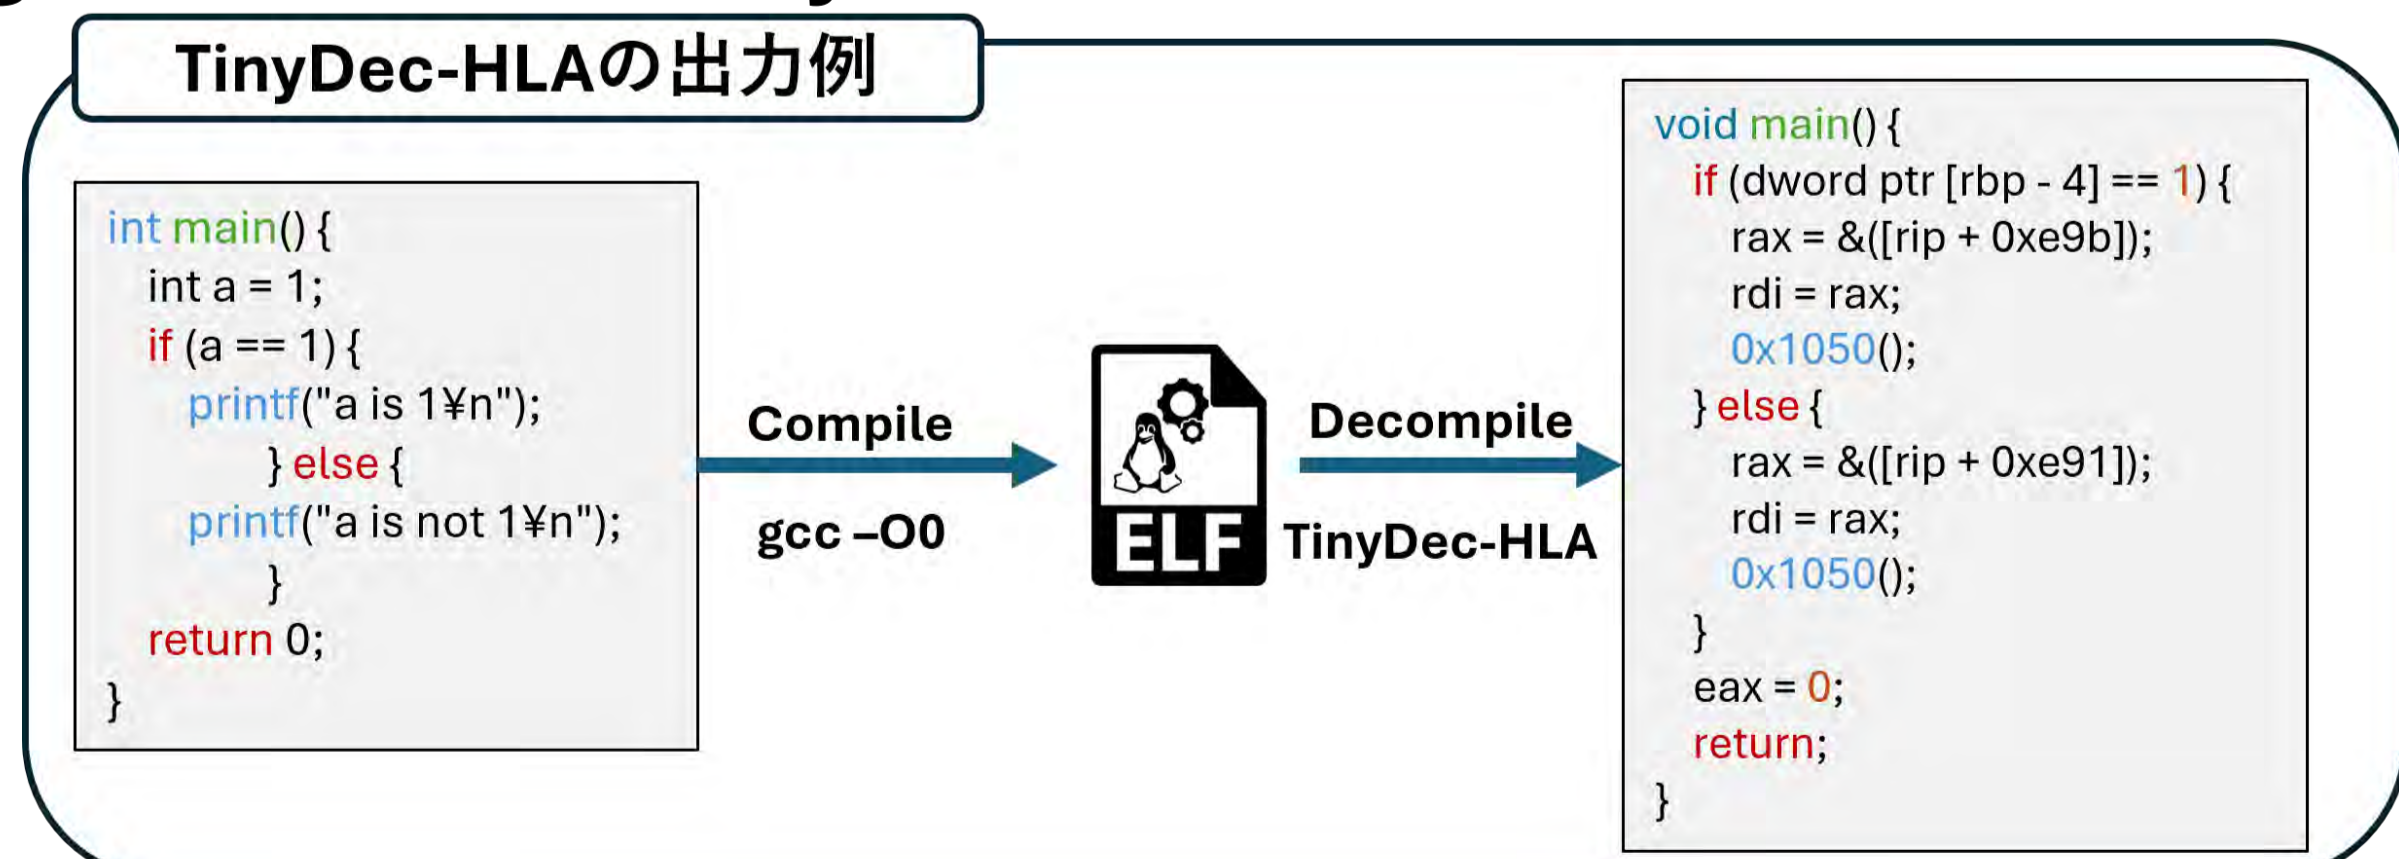 TinyDec-HLAの出力例
int main() {
int a = 1;
if (a == 1) {
printf("a is 1¥n");
} else {
printf("a is not 1¥n");
}
return 0;
}
Compile
gcc –O0
ELF
Decompile
TinyDec-HLA
void main() {
if (dword ptr [rbp - 4] == 1) {
rax = &([rip + 0xe9b]);
rdi = rax;
0x1050();
} else {
rax = &([rip + 0xe91]);
rdi = rax;
0x1050();
}
eax = 0;
return;
}